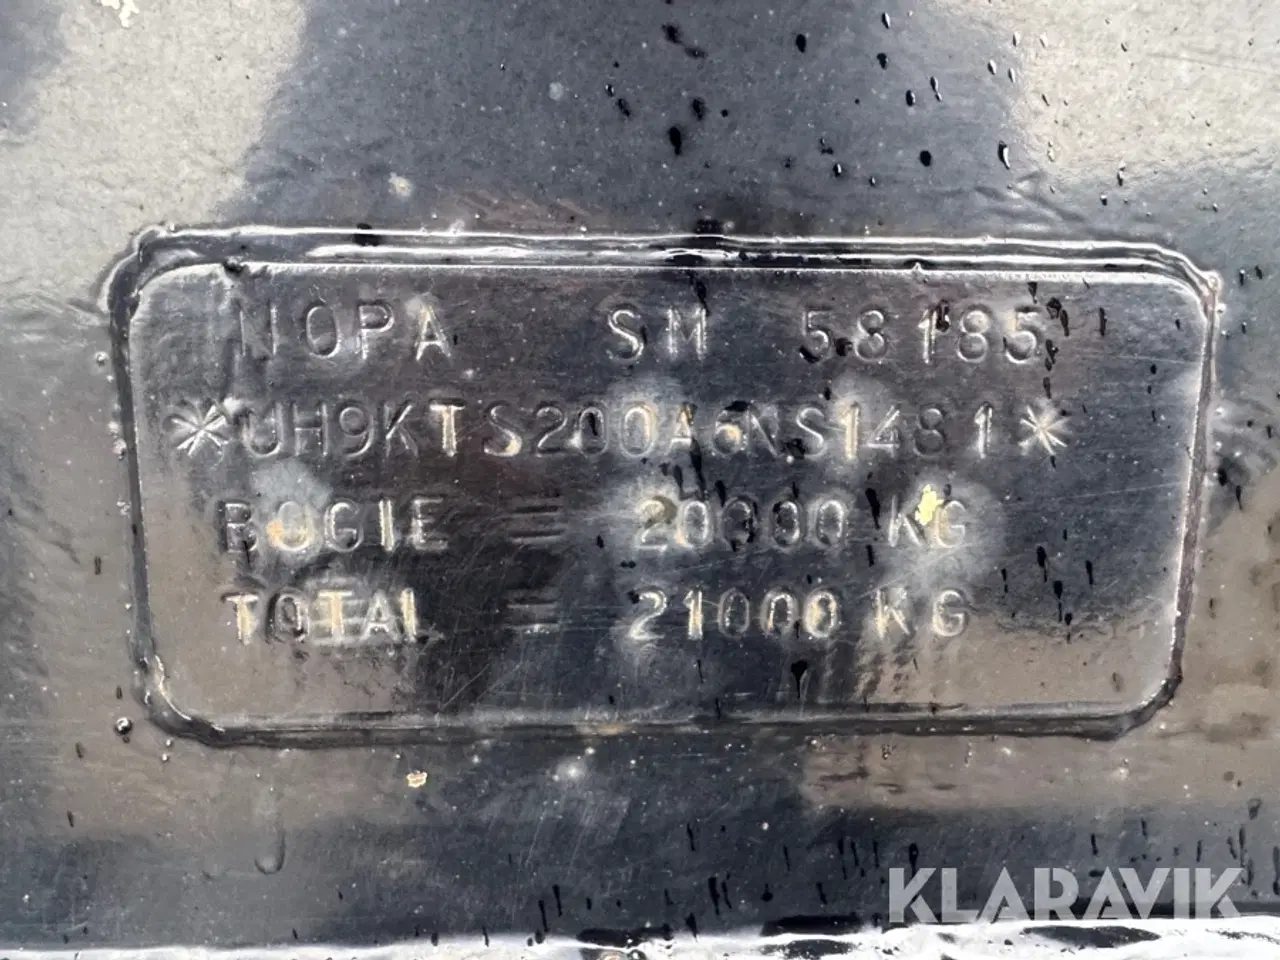 NOPA SM 58185
*UH9KTS200A6NS1481*
BOGIE = 20000 KG
TOTAL = 21000 KG
KLARAVIK